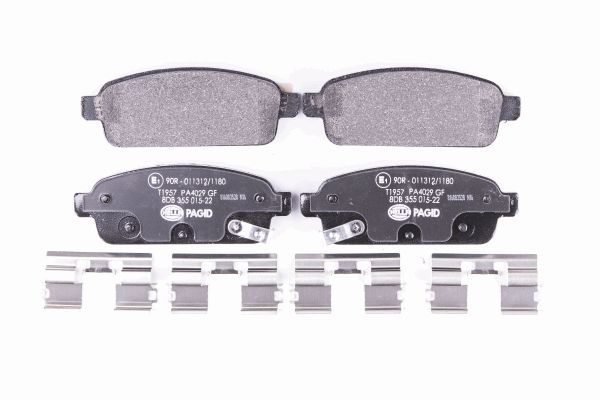 E1 90R - 011312/1180
T1957 PA4029 GF
8DB 355 015-22
HELLA PAGID
E1 90R - 011312/1180
T1957 PA4029 GF
8DB 355 015-22
HELLA PAGID